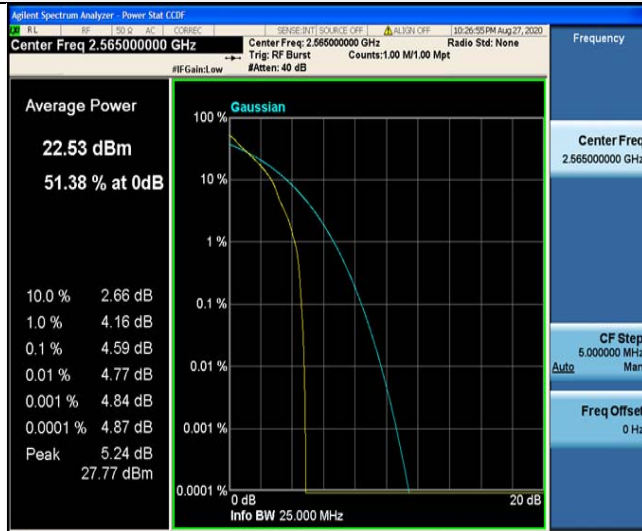 Agilent Spectrum Analyzer - Power Stat CCDF
RL RF 50 Ω AC CORREC SENSE:INT SOURCE OFF ALIGN OFF 10:26:55 PM Aug 27, 2020
Center Freq 2.565000000 GHz
Center Freq: 2.565000000 GHz Radio Std: None
Trig: RF Burst Counts:1.00 M/1.00 Mpt
#IFGain:Low #Atten: 40 dB
Frequency
Average Power
22.53 dBm
51.38 % at 0dB
10.0 % 2.66 dB
1.0 % 4.16 dB
0.1 % 4.59 dB
0.01 % 4.77 dB
0.001 % 4.84 dB
0.0001 % 4.87 dB
Peak 5.24 dB
27.77 dBm
Gaussian
100 %
10 %
1 %
0.1 %
0.01 %
0.001 %
0.0001 %
0 dB 20 dB
Info BW 25.000 MHz
Center Freq
2.565000000 GHz
CF Step
5.000000 MHz
Auto Man
Freq Offset
0 Hz